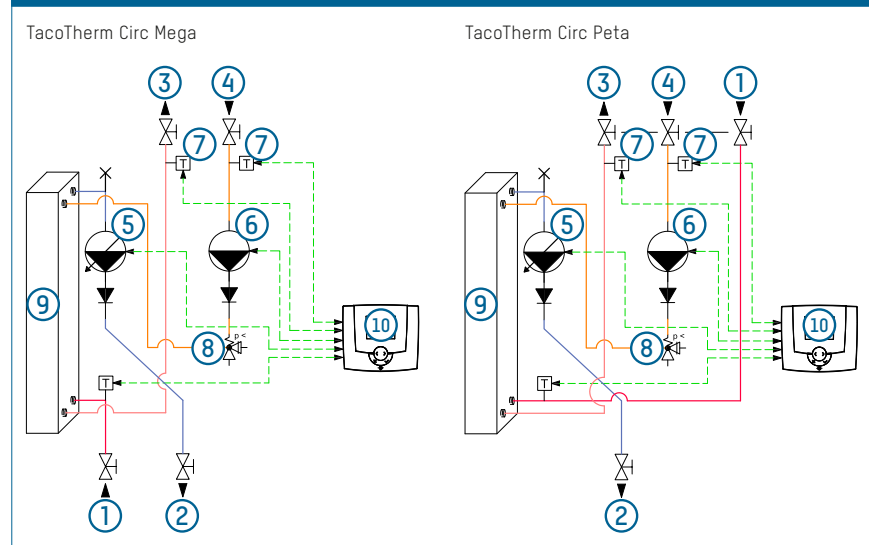 TacoTherm Circ Mega
TacoTherm Circ Peta
3 4
3 4 1
7 7
7 7
T T
T T
5 6
5 6
9
10
9
10
p <
p <
8
8
T
T
1 2
2